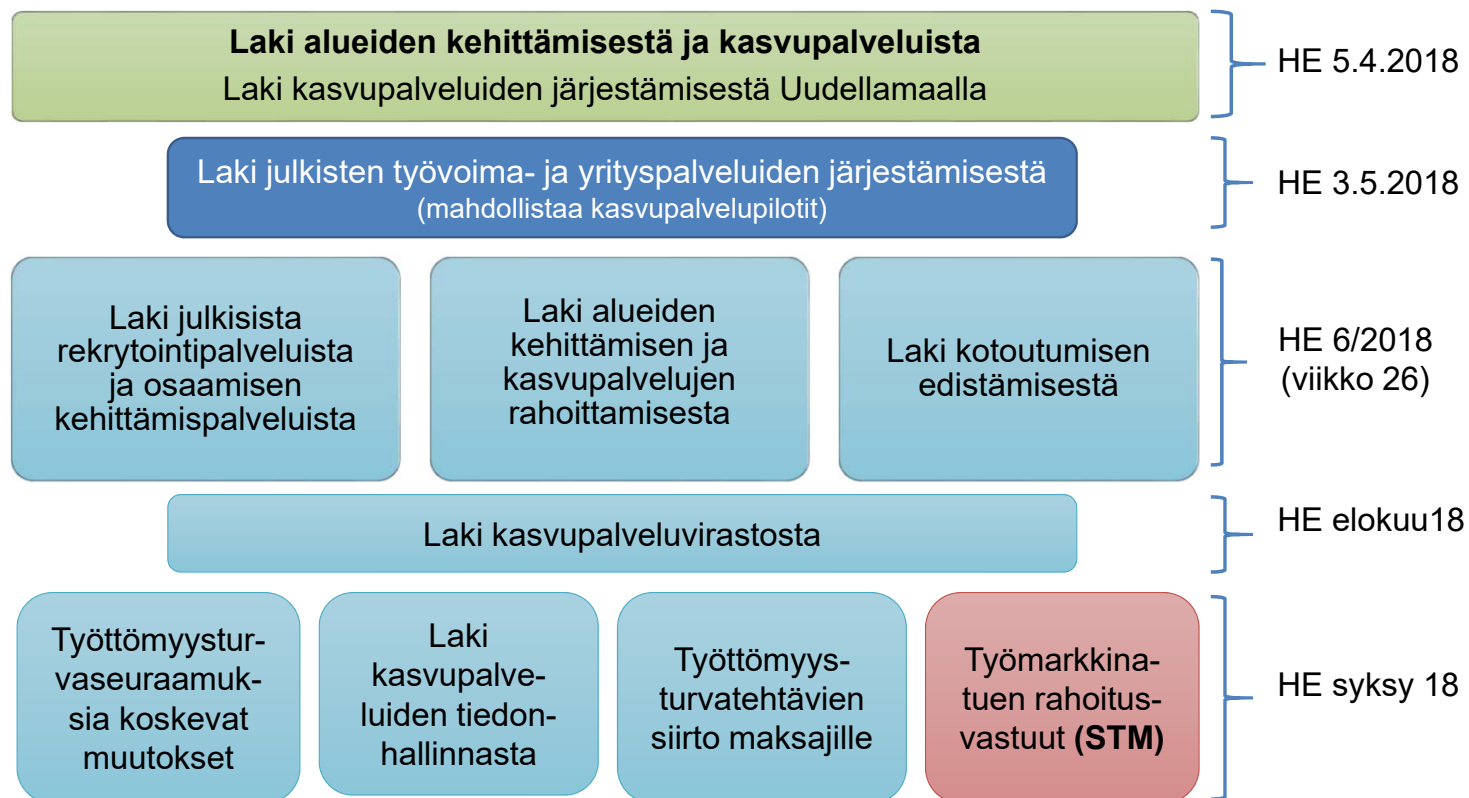 Laki alueiden kehittämisestä ja kasvupalveluista
Laki kasvupalveluiden järjestämisestä Uudellamaalla
HE 5.4.2018
Laki julkisten työvoima- ja yrityspalveluiden järjestämisestä
(mahdollistaa kasvupalvelupilotit)
HE 3.5.2018
Laki julkisista
rekrytointipalveluista
ja osaamisen
kehittämispalveluista
Laki alueiden
kehittämisen ja
kasvupalvelujen
rahoittamisesta
Laki kotoutumisen
edistämisestä
HE 6/2018
(viikko 26)
Laki kasvupalveluvirastosta
HE elokuu18
Työttömyystur-
vaseuraamuk-
sia koskevat
muutokset
Laki
kasvupalve-
luiden tiedon-
hallinnasta
Työttömyys-
turvatehtävien
siirto maksajille
Työmarkkina-
tuen rahoitus-
vastuut (STM)
HE syksy 18